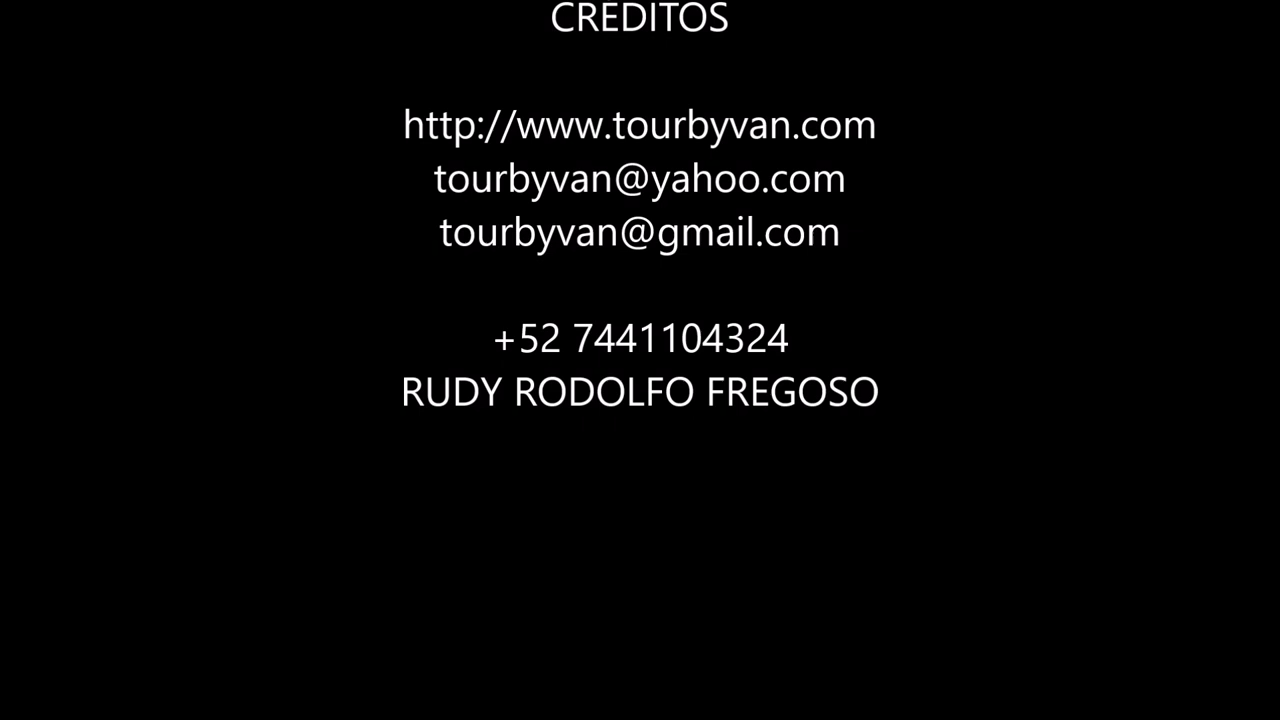 CREDITOS
http://www.tourbyvan.com
tourbyvan@yahoo.com
tourbyvan@gmail.com
+52 7441104324
RUDY RODOLFO FREGOSO